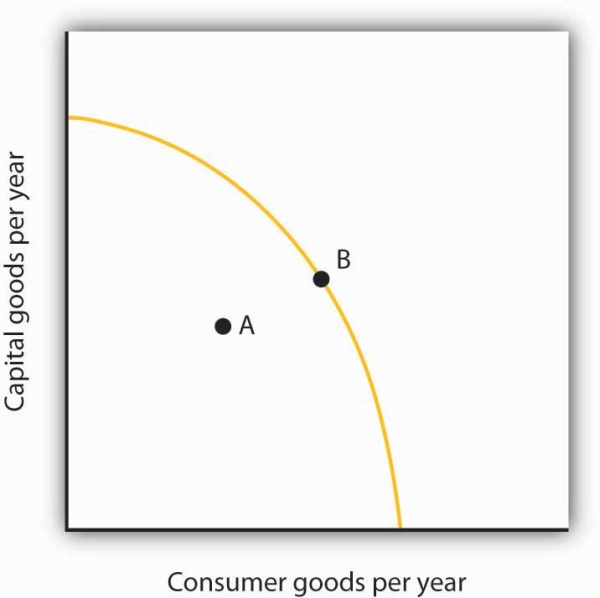 Capital goods per year
B
A
Consumer goods per year